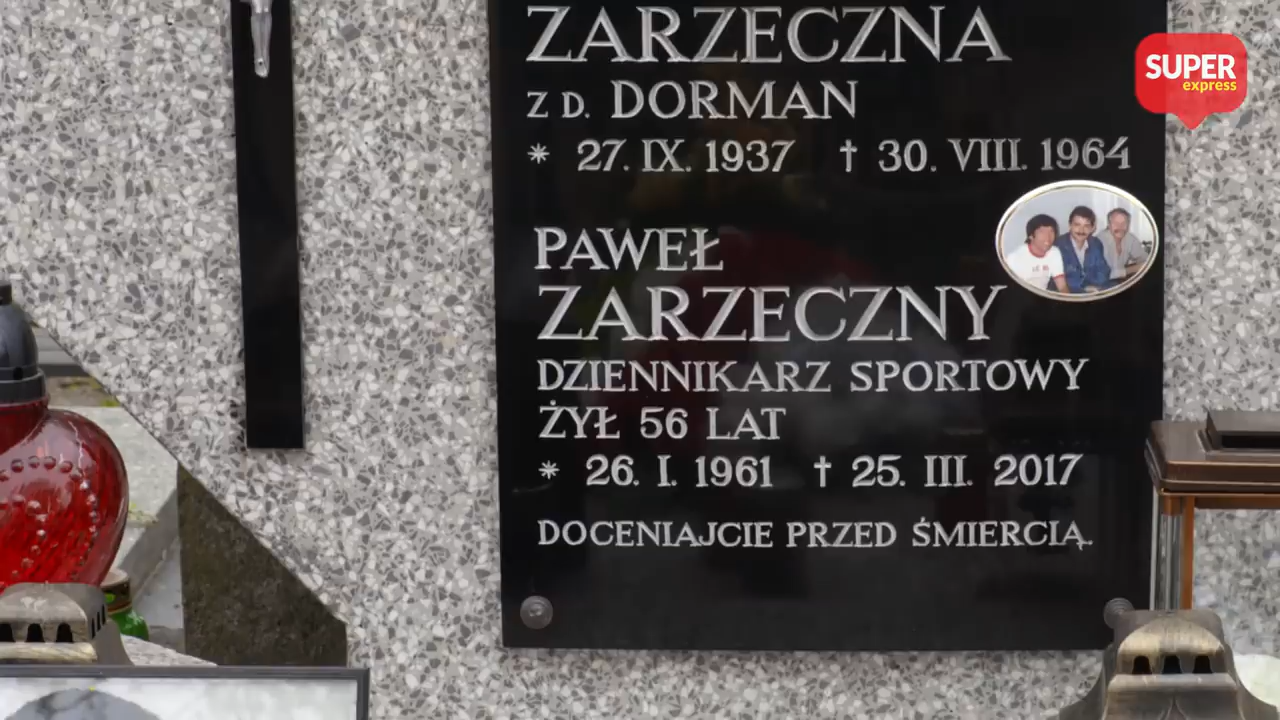 ZARZECZNA
Z D. DORMAN
* 27. IX. 1937 † 30. VIII. 1964
PAWEŁ
ZARZECZNY
DZIENNIKARZ SPORTOWY
ŻYŁ 56 LAT
* 26. I. 1961 † 25. III. 2017
DOCENIAJCIE PRZED ŚMIERCIĄ.
SUPER
express